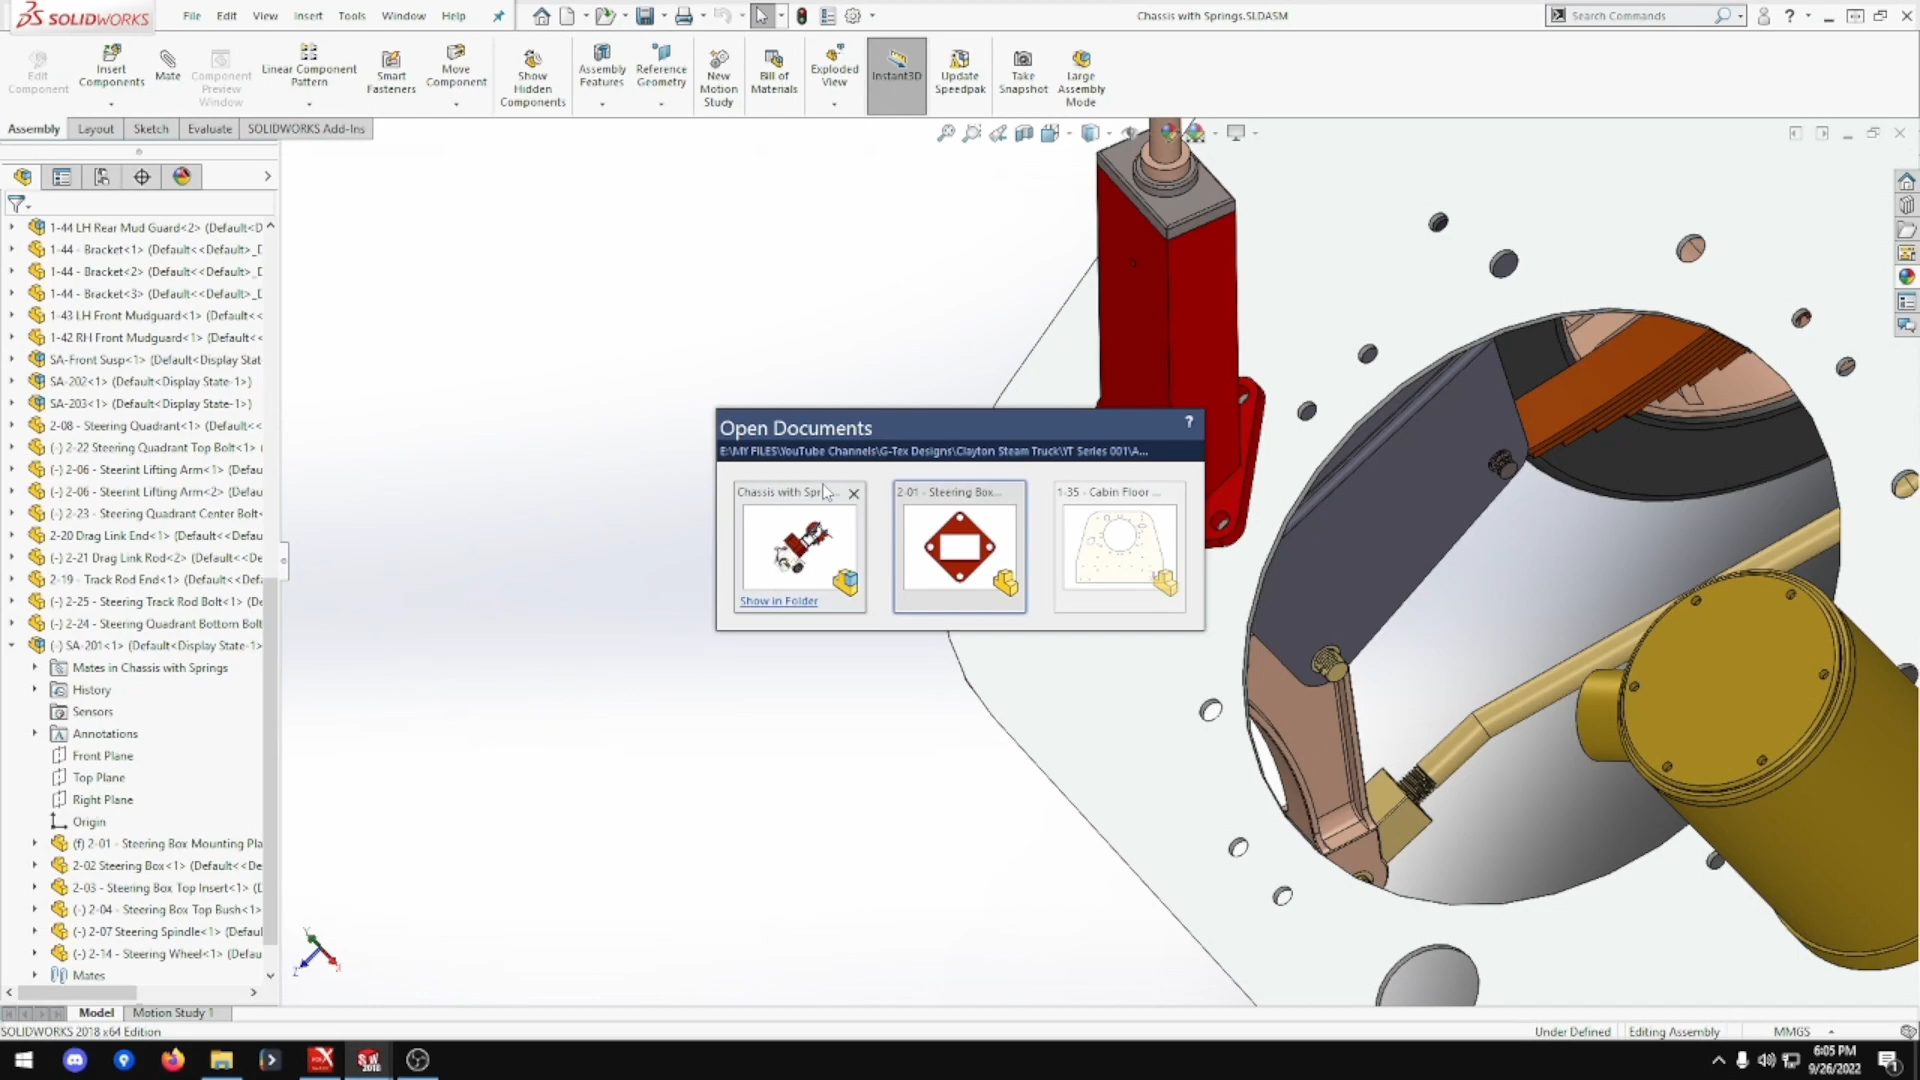 SOLIDWORKS
File Edit View Insert Tools Window Help
Chassis with Springs.SLDASM
Search Commands
Edit Component
Insert Components
Mate
Component Preview Window
Linear Component Pattern
Smart Fasteners
Move Component
Show Hidden Components
Assembly Features
Reference Geometry
New Motion Study
Bill of Materials
Exploded View
Instant3D
Update Speedpak
Take Snapshot
Large Assembly Mode
Assembly Layout Sketch Evaluate SOLIDWORKS Add-Ins
1-44 LH Rear Mud Guard<2> (Default<D
1-44 - Bracket<1> (Default<<Default>_D
1-44 - Bracket<2> (Default<<Default>_D
1-44 - Bracket<3> (Default<<Default>_D
1-43 LH Front Mudguard<1> (Default<<
1-42 RH Front Mudguard<1> (Default<<
SA-Front Susp<1> (Default<Display Stat
SA-202<1> (Default<Display State-1>)
SA-203<1> (Default<Display State-1>)
2-08 - Steering Quadrant<1> (Default<<
(-) 2-22 Steering Quadrant Top Bolt<1> (
(-) 2-06 - Steerint Lifting Arm<1> (Defau
(-) 2-06 - Steerint Lifting Arm<2> (Defau
(-) 2-23 - Steering Quadrant Center Bolt<
2-20 Drag Link End<1> (Default<<Defau
(-) 2-21 Drag Link Rod<2> (Default<<De
2-19 - Track Rod End<1> (Default<<Defa
(-) 2-25 - Steering Track Rod Bolt<1> (De
(-) 2-24 - Steering Quadrant Bottom Bolt
(-) SA-201<1> (Default<Display State-1>
Mates in Chassis with Springs
History
Sensors
Annotations
Front Plane
Top Plane
Right Plane
Origin
(f) 2-01 - Steering Box Mounting Pla
2-02 Steering Box<1> (Default<<De
2-03 - Steering Box Top Insert<1> (D
(-) 2-04 - Steering Box Top Bush<1>
(-) 2-07 Steering Spindle<1> (Defaul
(-) 2-14 - Steering Wheel<1> (Defau
Mates
Open Documents ?
E:\MY FILES\YouTube Channels\G-Tex Designs\Clayton Steam Truck\YT Series 001\A...
Chassis with Spri...
2-01 - Steering Box...
1-35 - Cabin Floor ...
Show in Folder
Y
Z
X
Model Motion Study 1
SOLIDWORKS 2018 x64 Edition
Under Defined Editing Assembly MMGS
SW 2018
6:05 PM
9/26/2022
1